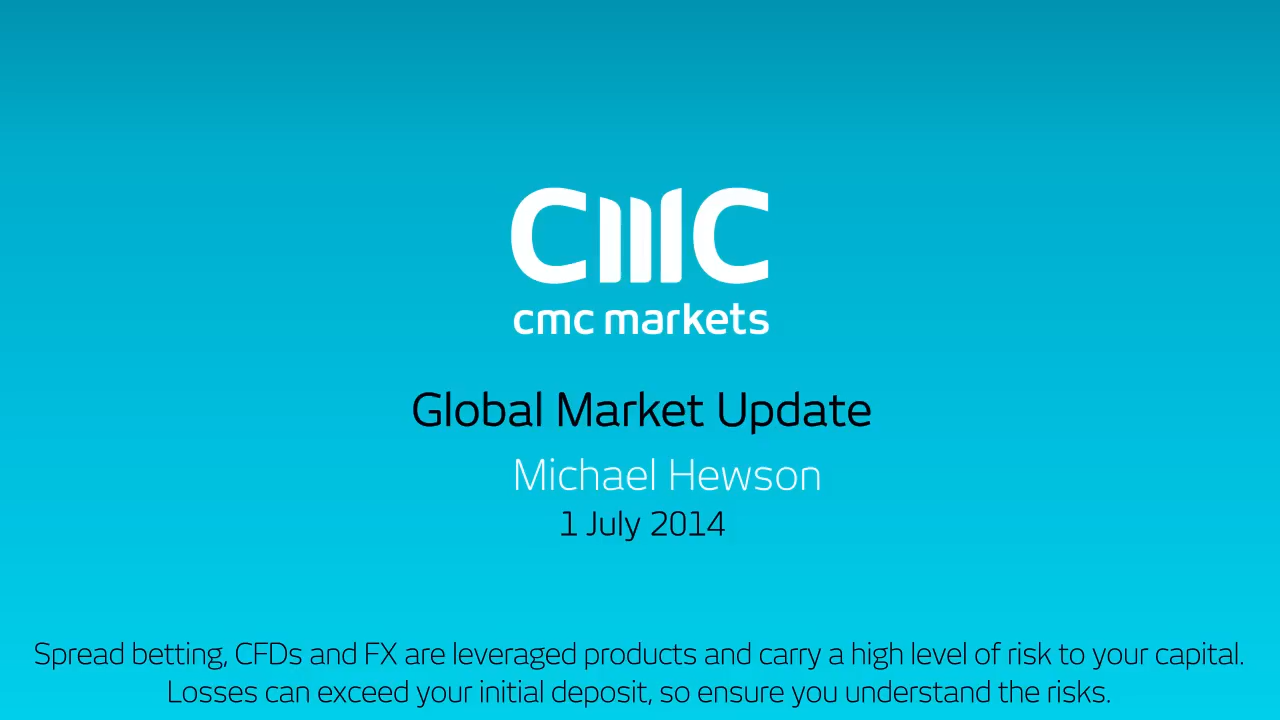 cmc
cmc markets
Global Market Update
Michael Hewson
1 July 2014
Spread betting, CFDs and FX are leveraged products and carry a high level of risk to your capital.
Losses can exceed your initial deposit, so ensure you understand the risks.